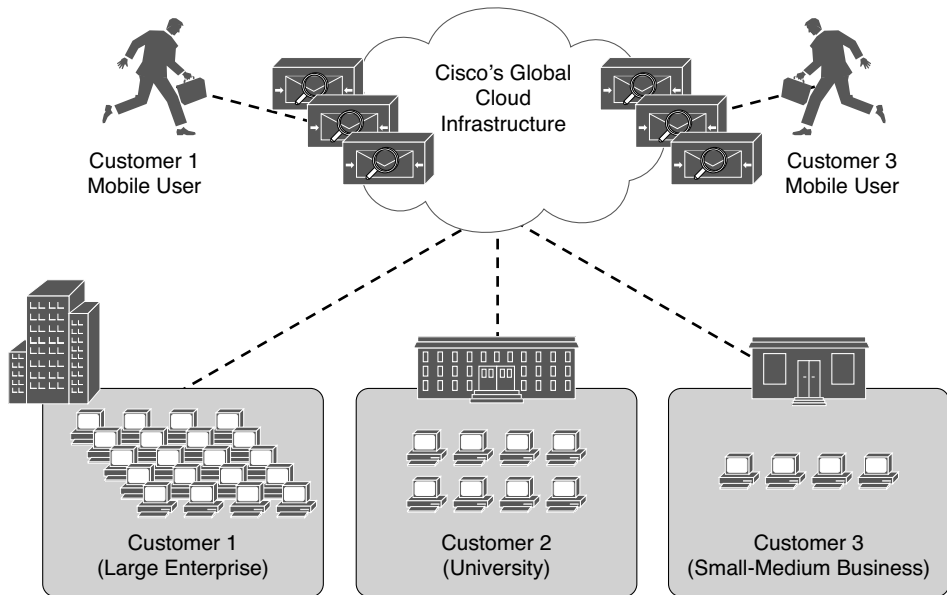 Cisco’s Global
Cloud
Infrastructure
Customer 1
Mobile User
Customer 3
Mobile User
Customer 1
(Large Enterprise)
Customer 2
(University)
Customer 3
(Small-Medium Business)